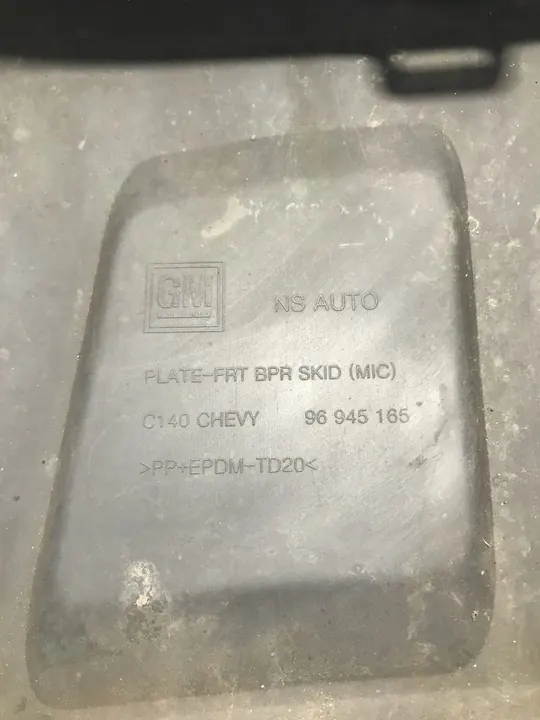 GM
NS AUTO
PLATE-FRT BPR SKID (MIC)
C140 CHEVY 96 945 165
>PP+EPDM-TD20<